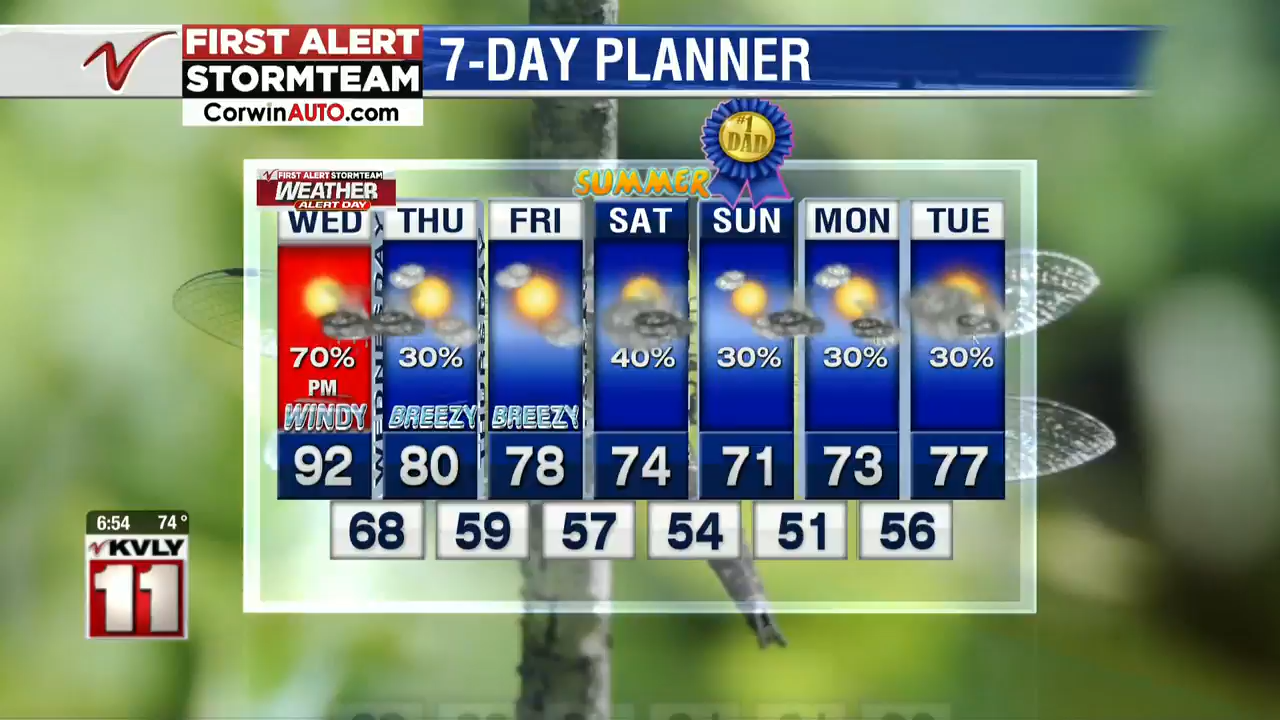 FIRST ALERT
STORMTEAM
CorwinAUTO.com
7-DAY PLANNER
#1
DAD
SUMMER
FIRST ALERT STORMTEAM
WEATHER
ALERT DAY
WED THU FRI SAT SUN MON TUE
70% 30% 40% 30% 30% 30%
PM
WINDY BREEZY BREEZY
WEDNESDAY
THURSDAY
92 80 78 74 71 73 77
68 59 57 54 51 56
6:54 74°
KVLY
11